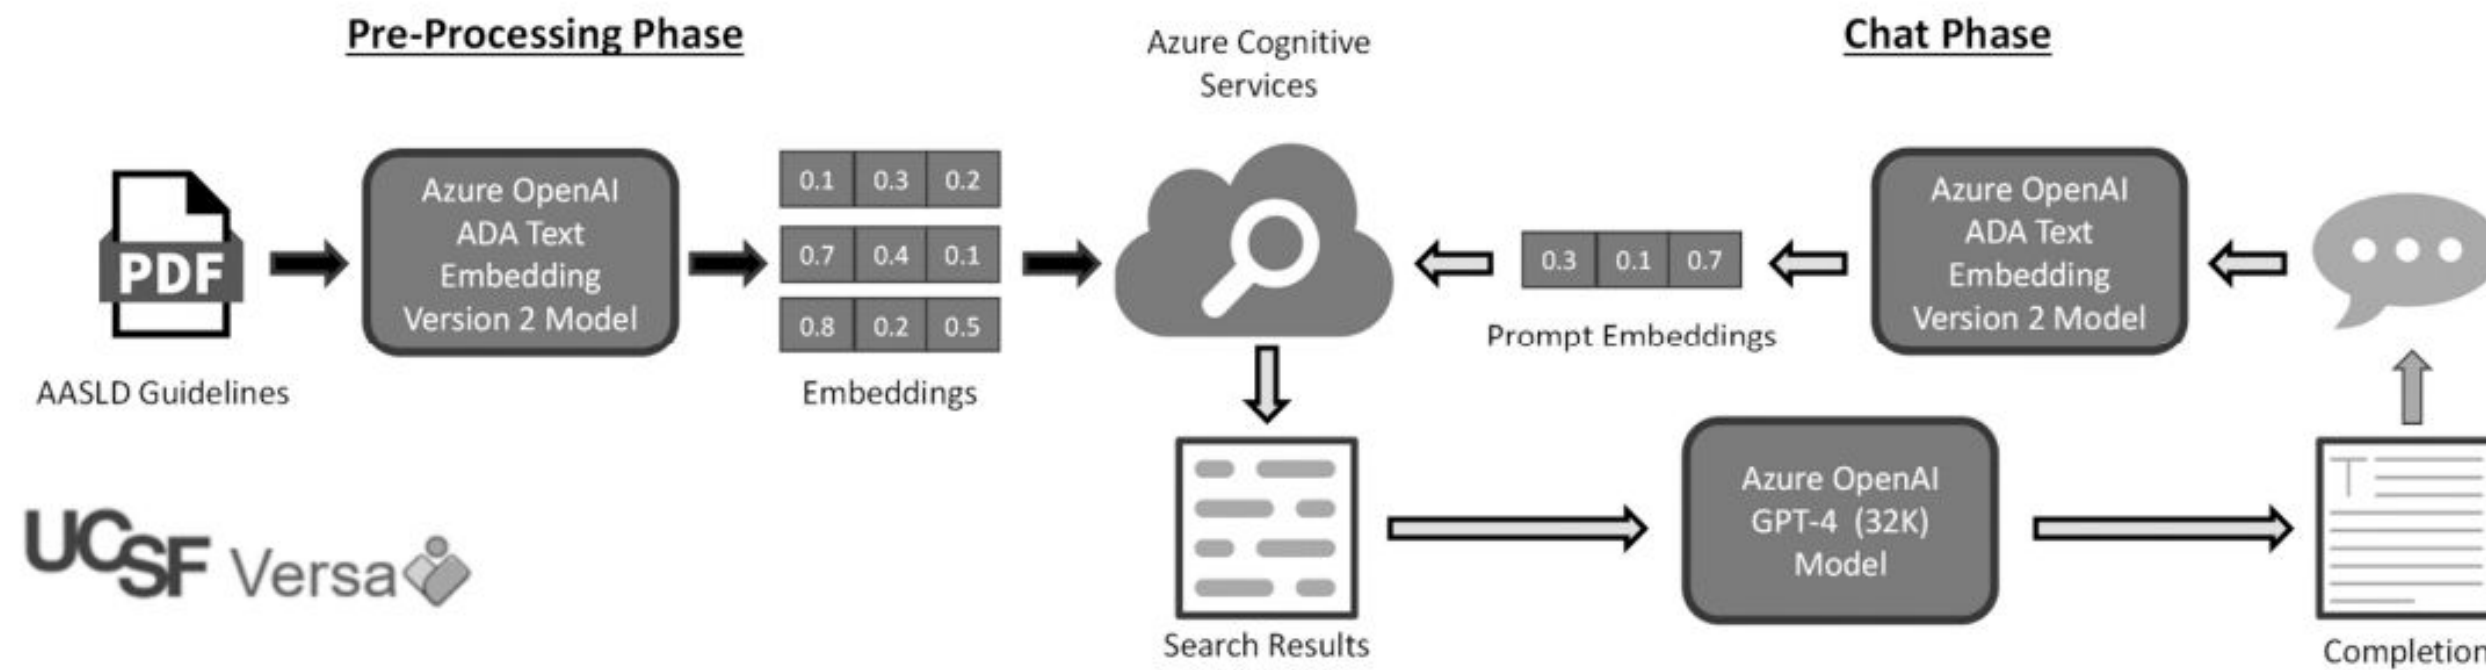 Pre-Processing Phase
Azure Cognitive
Services
Chat Phase
PDF
AASLD Guidelines
Azure OpenAI
ADA Text
Embedding
Version 2 Model
0.1 0.3 0.2
0.7 0.4 0.1
0.8 0.2 0.5
Embeddings
0.3 0.1 0.7
Prompt Embeddings
Azure OpenAI
ADA Text
Embedding
Version 2 Model
Search Results
Azure OpenAI
GPT-4 (32K)
Model
T
Completion
UCSF Versa